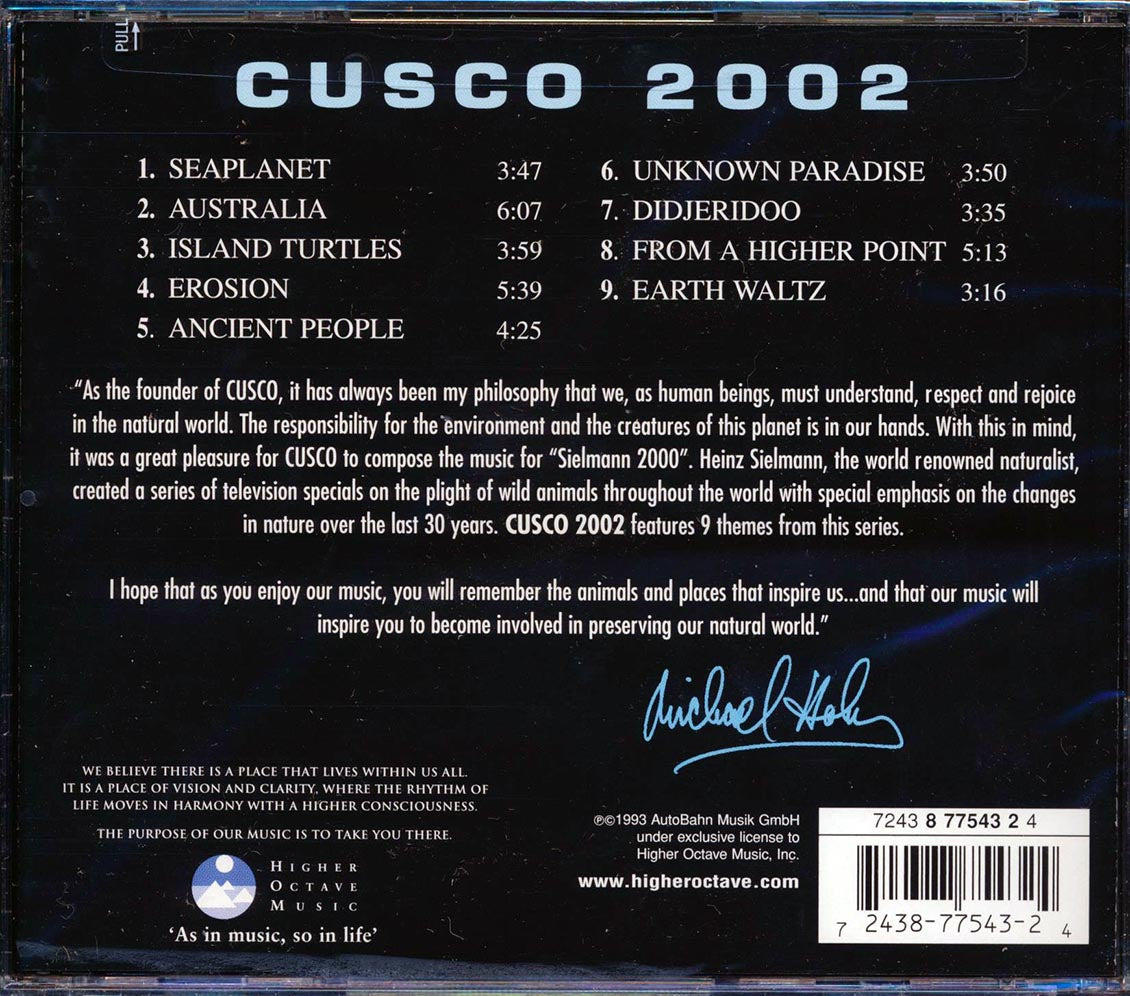 PULL
CUSCO 2002
1. SEAPLANET 3:47
2. AUSTRALIA 6:07
3. ISLAND TURTLES 3:59
4. EROSION 5:39
5. ANCIENT PEOPLE 4:25
6. UNKNOWN PARADISE 3:50
7. DIDJERIDOO 3:35
8. FROM A HIGHER POINT 5:13
9. EARTH WALTZ 3:16
“As the founder of CUSCO, it has always been my philosophy that we, as human beings, must understand, respect and rejoice
in the natural world. The responsibility for the environment and the creatures of this planet is in our hands. With this in mind,
it was a great pleasure for CUSCO to compose the music for “Sielmann 2000”. Heinz Sielmann, the world renowned naturalist,
created a series of television specials on the plight of wild animals throughout the world with special emphasis on the changes
in nature over the last 30 years. CUSCO 2002 features 9 themes from this series.
I hope that as you enjoy our music, you will remember the animals and places that inspire us...and that our music will
inspire you to become involved in preserving our natural world.”
Michael Holm
WE BELIEVE THERE IS A PLACE THAT LIVES WITHIN US ALL.
IT IS A PLACE OF VISION AND CLARITY, WHERE THE RHYTHM OF
LIFE MOVES IN HARMONY WITH A HIGHER CONSCIOUSNESS.
THE PURPOSE OF OUR MUSIC IS TO TAKE YOU THERE.
HIGHER
OCTAVE
MUSIC
‘As in music, so in life’
℗©1993 AutoBahn Musik GmbH
under exclusive license to
Higher Octave Music, Inc.
www.higheroctave.com
7243 8 77543 2 4
7 2438-77543-2 4